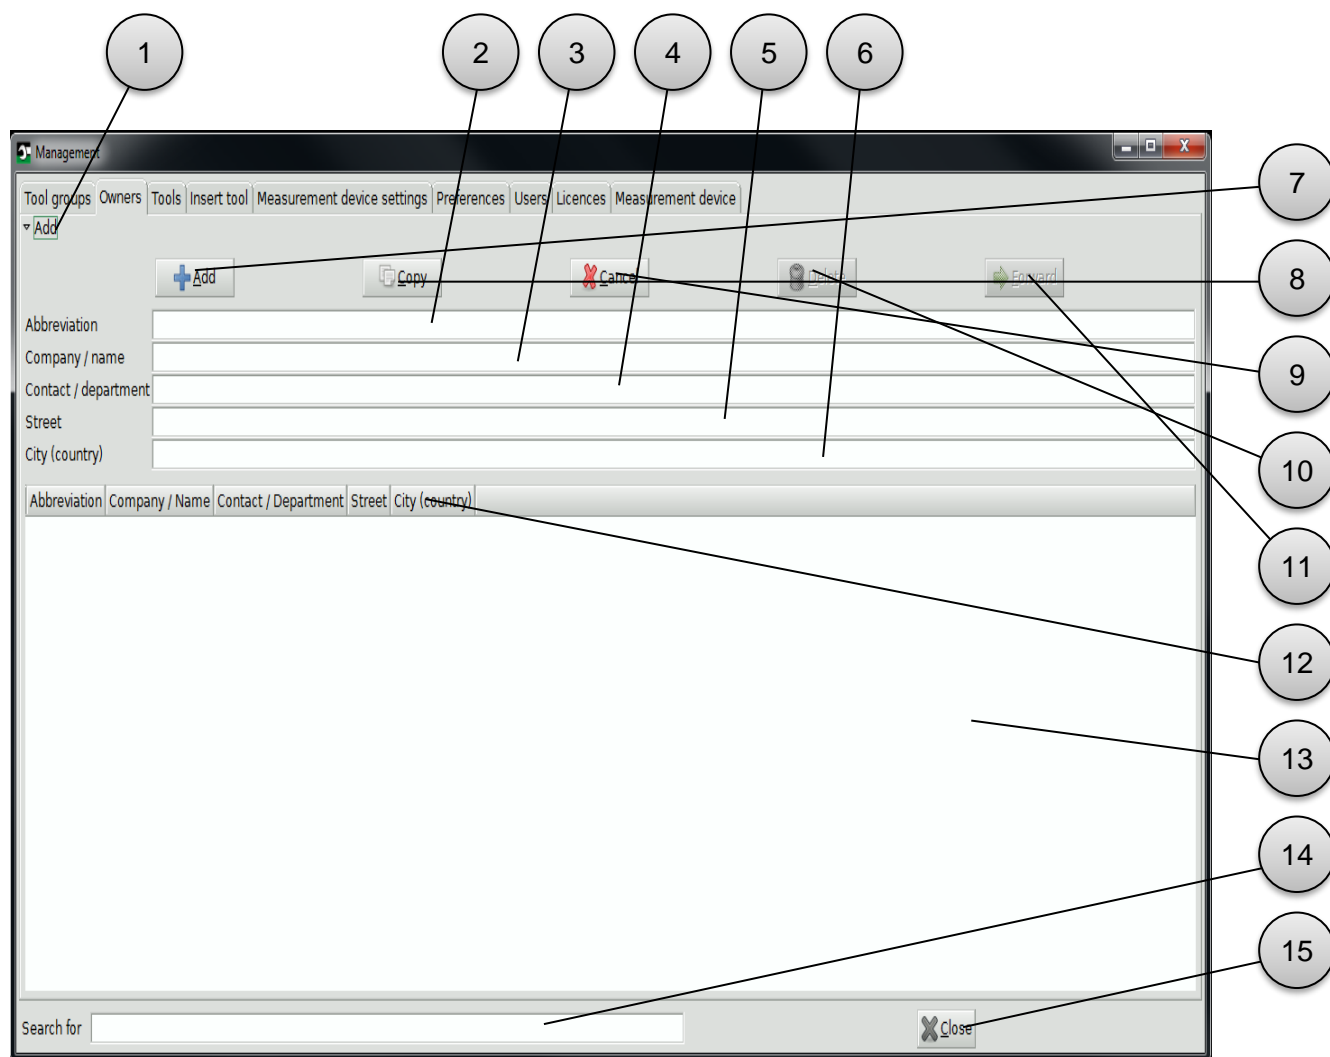 1 2 3 4 5 6
Management
Tool groups Owners Tools Insert tool Measurement device settings Preferences Users Licences Measurement device
7
Add
Add Copy Cancel Delete Forward
8
Abbreviation
Company / name
9
Contact / department
Street
City (country)
10
Abbreviation Company / Name Contact / Department Street City (country)
11
12
13
14
15
Search for Close